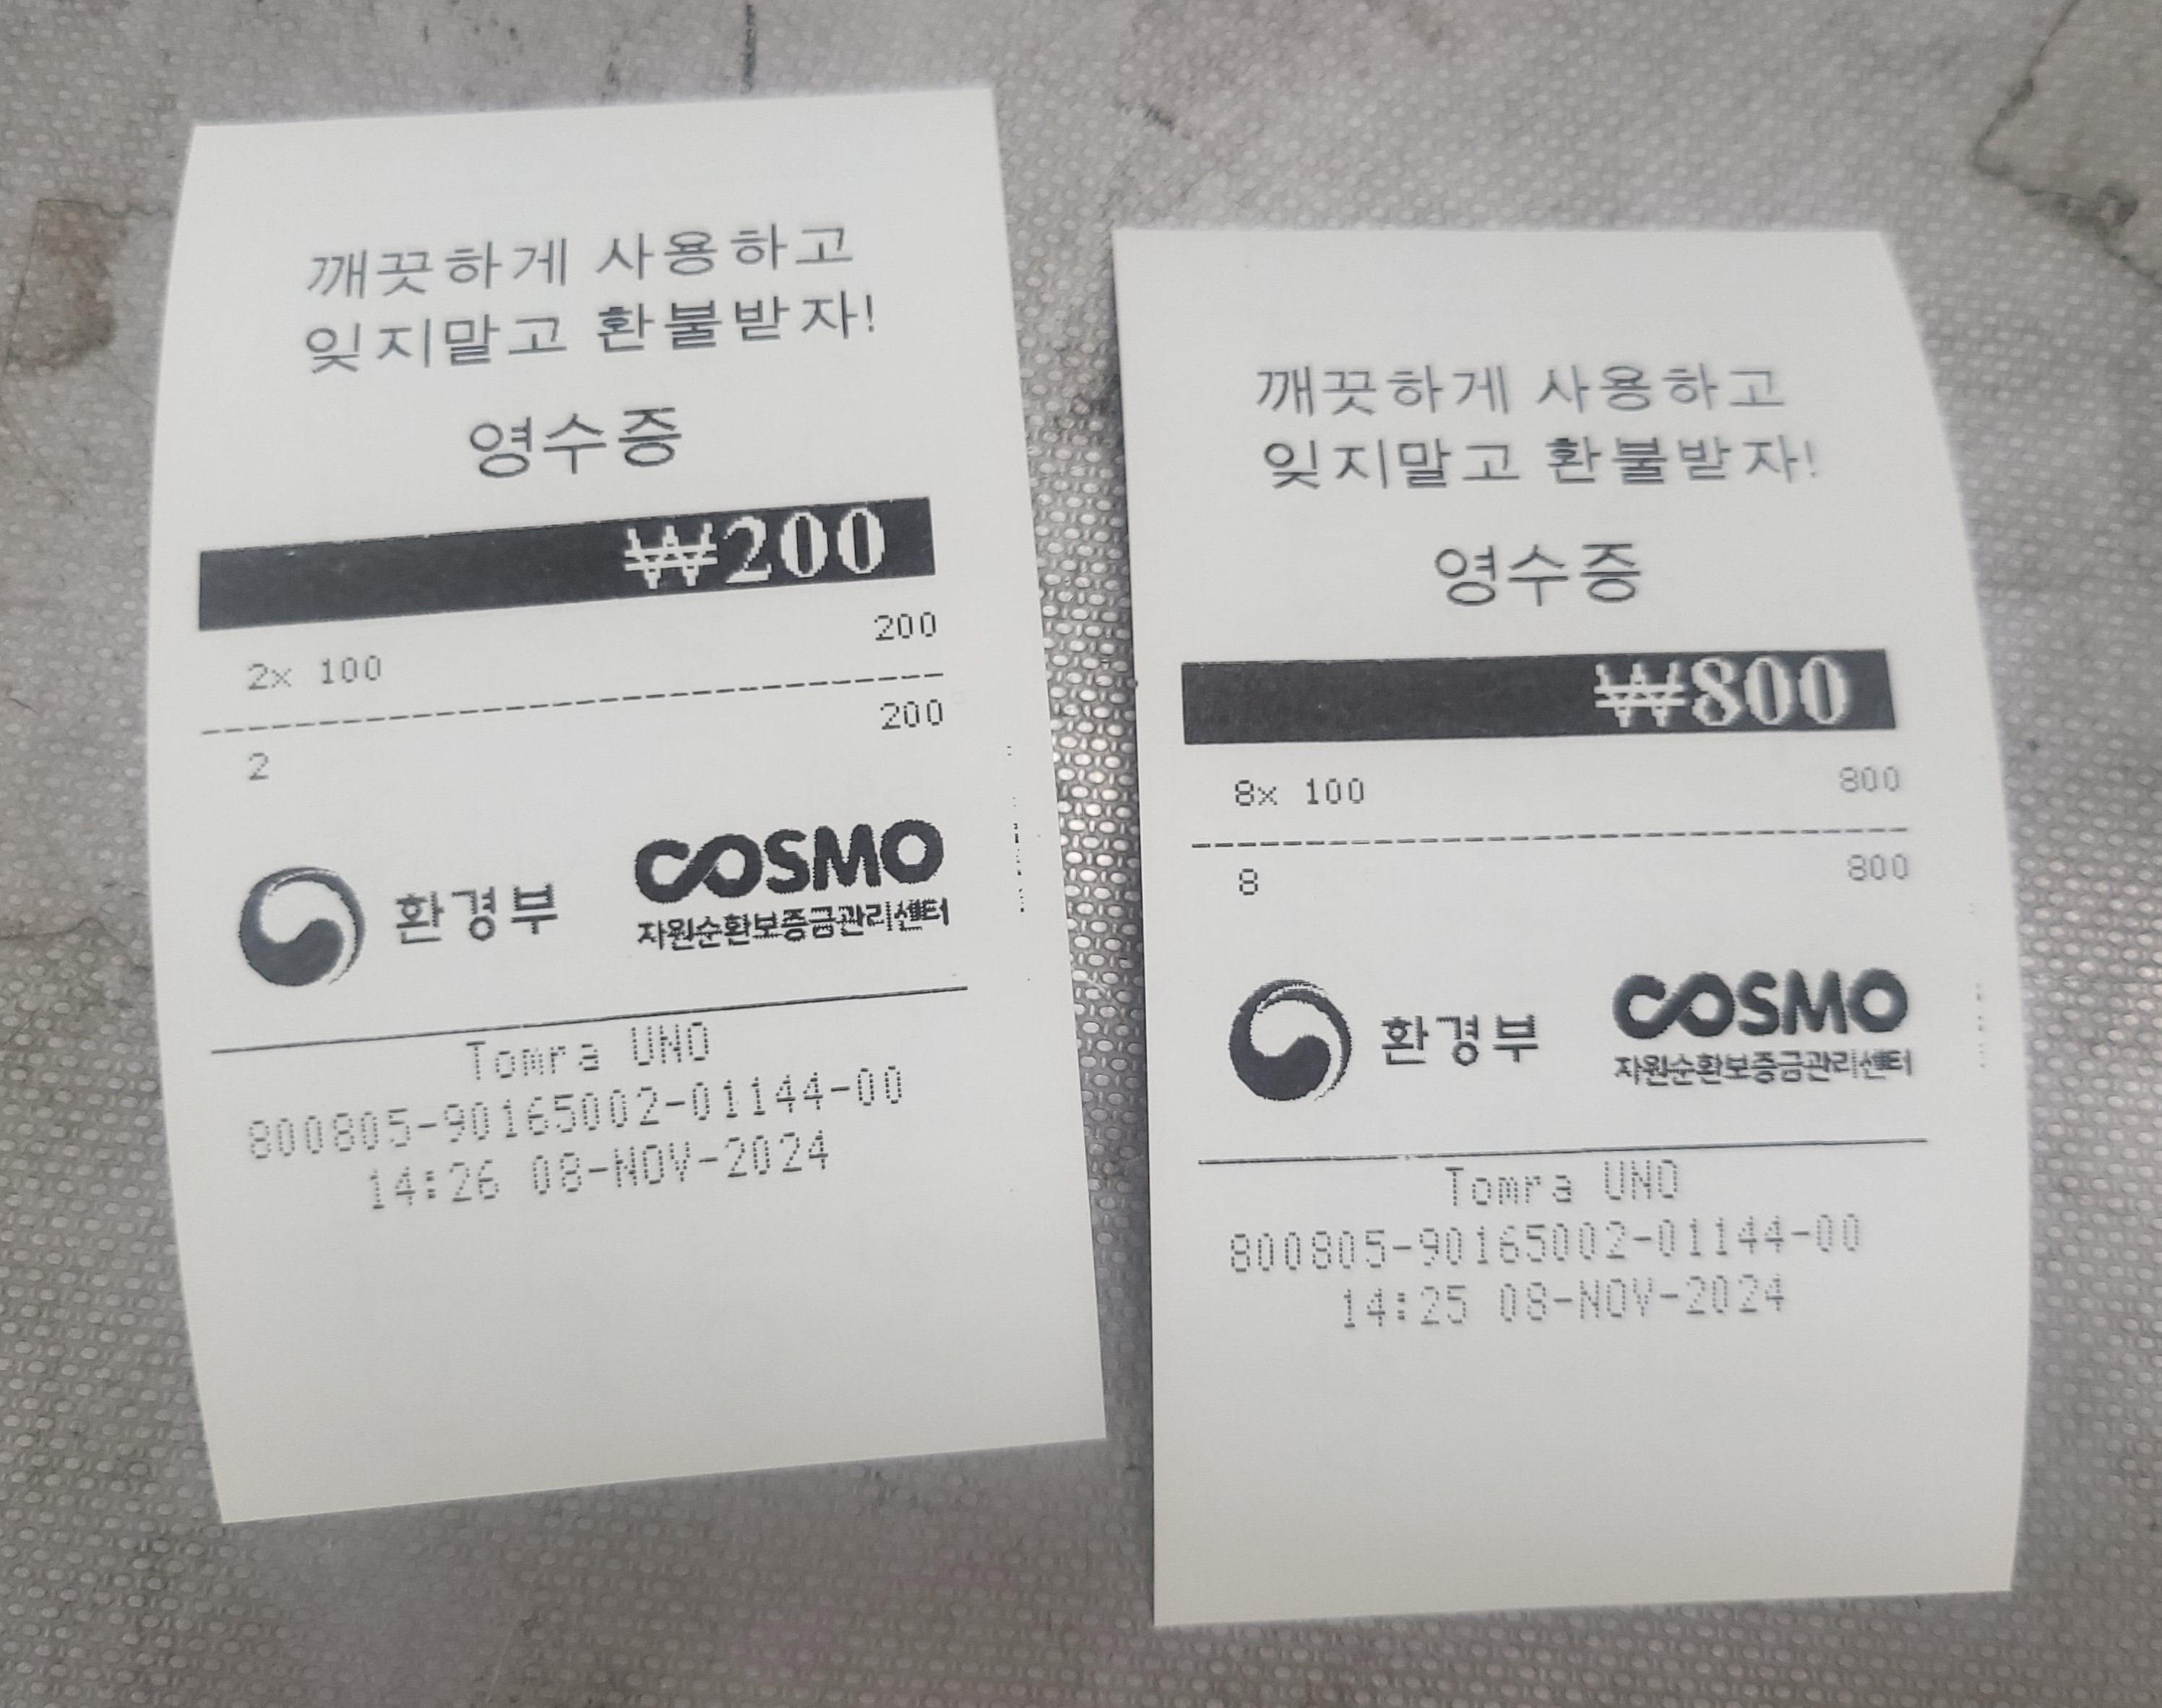 깨끗하게 사용하고
잊지말고 환불받자!
영수증
₩200
2x 100 200
2 200
환경부 COSMO
자원순환보증금관리센터
Tomra UNO
800805-90165002-01144-00
14:26 08-NOV-2024
깨끗하게 사용하고
잊지말고 환불받자!
영수증
₩800
8x 100 800
8 800
환경부 COSMO
자원순환보증금관리센터
Tomra UNO
800805-90165002-01144-00
14:25 08-NOV-2024